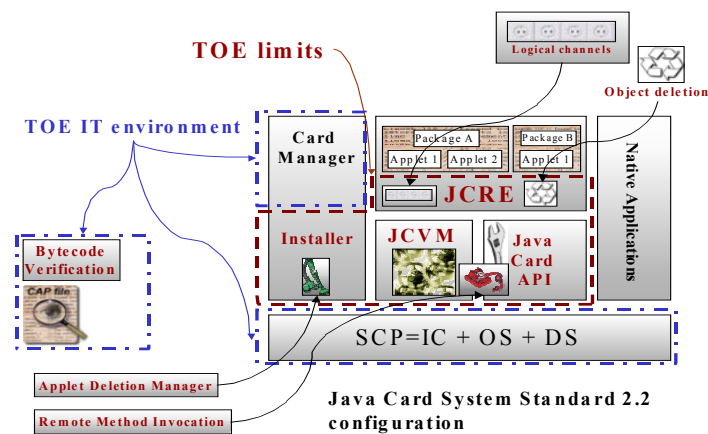 Logical channels
TOE limits
Object deletion
TOE IT environment
Card
Manager
Package A
Applet 1
Applet 2
Package B
Applet 1
Native Applications
JCRE
Installer
JCVM
Java
Card
API
Bytecode
Verification
CAP file
SCP=IC + OS + DS
Applet Deletion Manager
Remote Method Invocation
Java Card System Standard 2.2
configuration